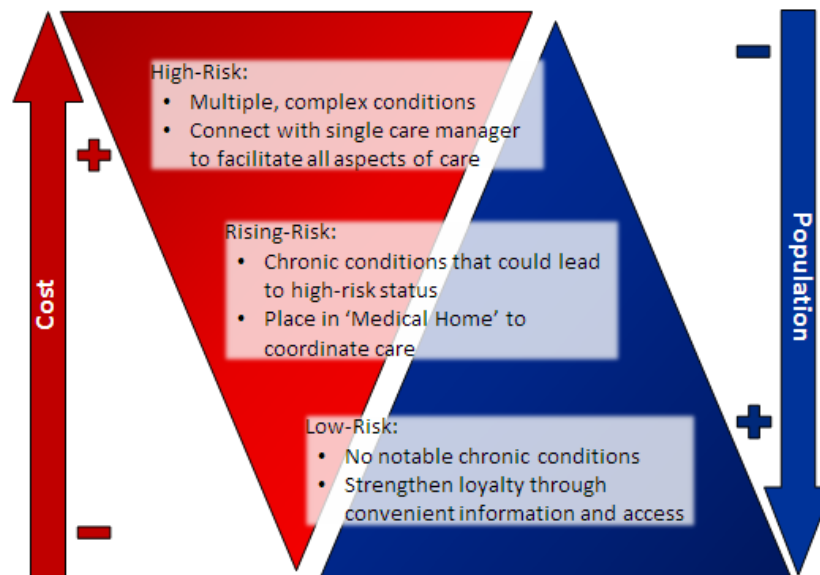 High-Risk:
• Multiple, complex conditions
• Connect with single care manager
to facilitate all aspects of care
Rising-Risk:
• Chronic conditions that could lead
to high-risk status
• Place in ‘Medical Home’ to
coordinate care
Low-Risk:
• No notable chronic conditions
• Strengthen loyalty through
convenient information and access
Cost
Population
+
−
−
+